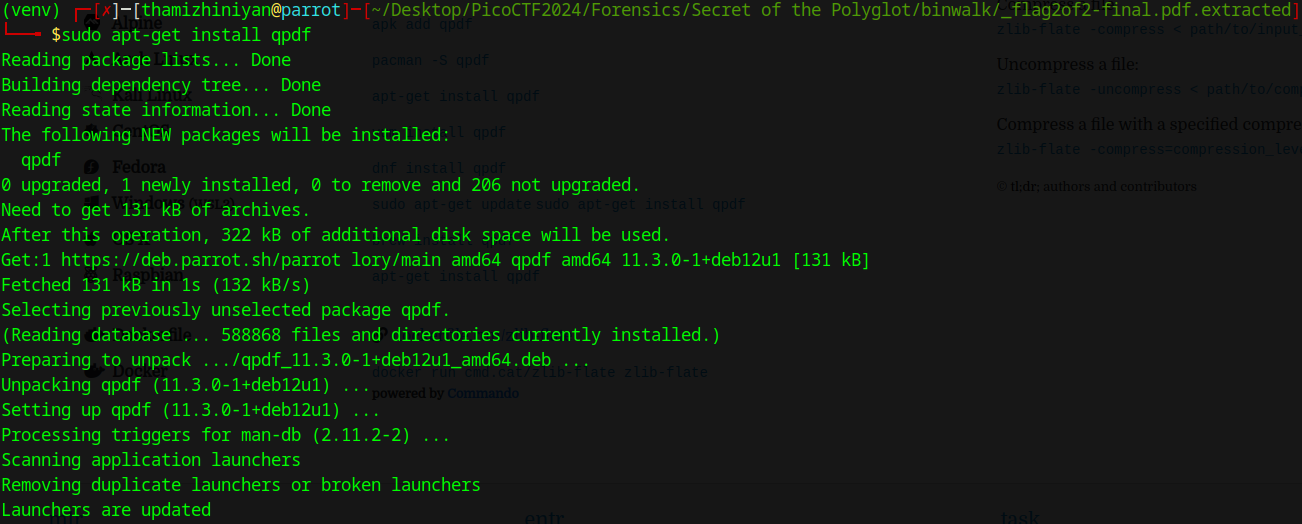 (venv) ┌─[✗]─[thamizhiniyan@parrot]─[~/Desktop/PicoCTF2024/Forensics/Secret of the Polyglot/binwalk/_flag2of2-final.pdf.extracted]
└──╼ $sudo apt-get install qpdf
Reading package lists... Done
Building dependency tree... Done
Reading state information... Done
The following NEW packages will be installed:
  qpdf
0 upgraded, 1 newly installed, 0 to remove and 206 not upgraded.
Need to get 131 kB of archives.
After this operation, 322 kB of additional disk space will be used.
Get:1 https://deb.parrot.sh/parrot lory/main amd64 qpdf amd64 11.3.0-1+deb12u1 [131 kB]
Fetched 131 kB in 1s (132 kB/s)
Selecting previously unselected package qpdf.
(Reading database ... 588868 files and directories currently installed.)
Preparing to unpack .../qpdf_11.3.0-1+deb12u1_amd64.deb ...
Unpacking qpdf (11.3.0-1+deb12u1) ...
Setting up qpdf (11.3.0-1+deb12u1) ...
Processing triggers for man-db (2.11.2-2) ...
Scanning application launchers
Removing duplicate launchers or broken launchers
Launchers are updated
Alpine
apk add qpdf
pacman -S qpdf
Kali Linux
apt-get install qpdf
Fedora
dnf install qpdf
sudo apt-get update sudo apt-get install qpdf
Raspbian
apt-get install qpdf
Docker
docker run cmd.cat/zlib-flate zlib-flate
powered by Commando
zlib-flate -compress < path/to/input
Uncompress a file:
zlib-flate -uncompress < path/to/com
Compress a file with a specified compre
zlib-flate -compress=compression_lev
© tl;dr; authors and contributors
entr
task